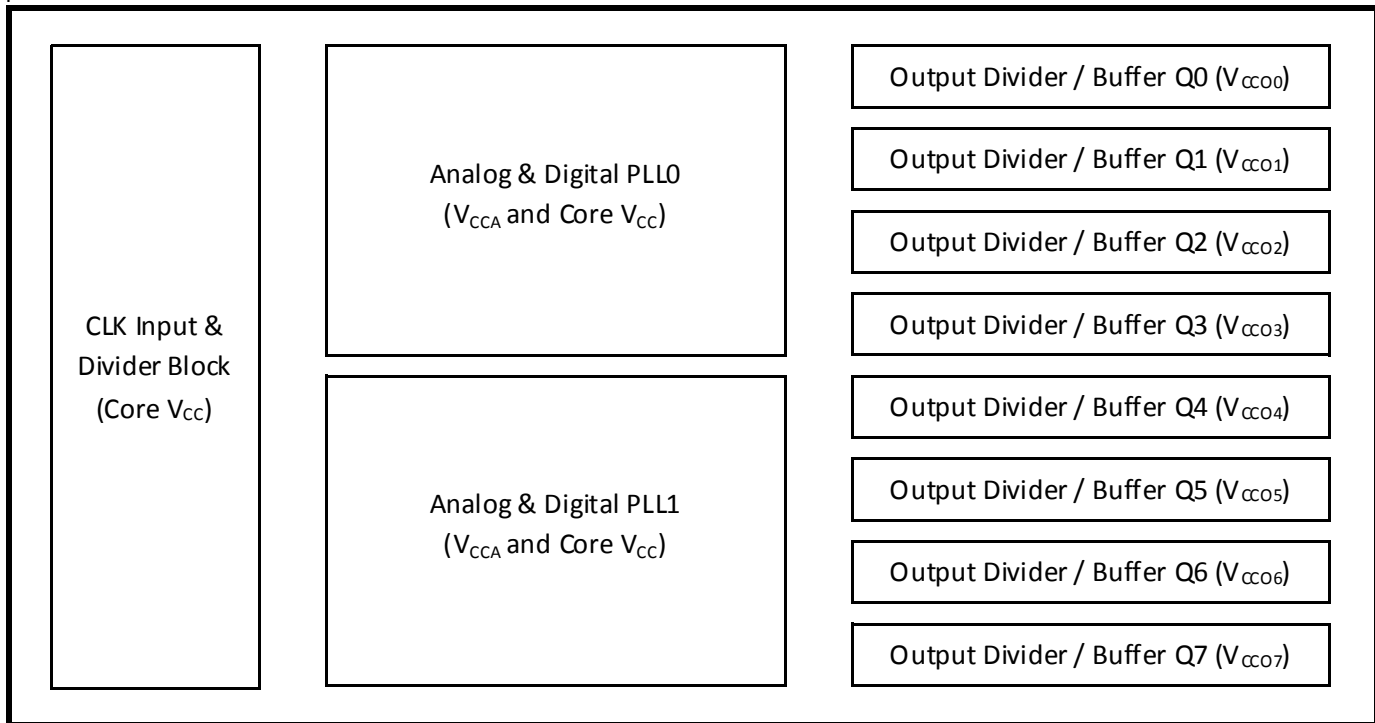 CLK Input &
Divider Block
(Core VCC)
Analog & Digital PLL0
(VCCA and Core VCC)
Analog & Digital PLL1
(VCCA and Core VCC)
Output Divider / Buffer Q0 (VCCO0)
Output Divider / Buffer Q1 (VCCO1)
Output Divider / Buffer Q2 (VCCO2)
Output Divider / Buffer Q3 (VCCO3)
Output Divider / Buffer Q4 (VCCO4)
Output Divider / Buffer Q5 (VCCO5)
Output Divider / Buffer Q6 (VCCO6)
Output Divider / Buffer Q7 (VCCO7)